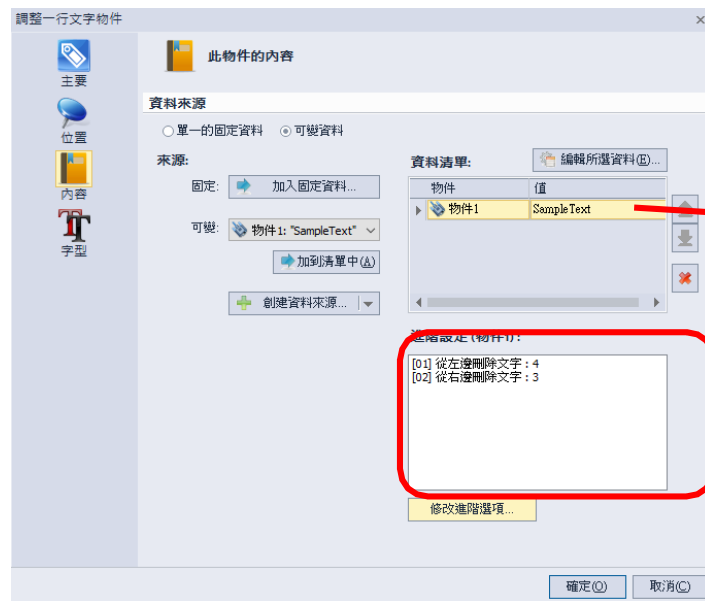 調整一行文字物件
主要
位置
內容
字型
此物件的內容
資料來源
單一的固定資料 可變資料
來源:
固定: 加入固定資料...
可變: 物件1: "SampleText"
加到清單中(A)
創建資料來源...
資料清單: 編輯所選資料(E)...
物件 值
物件1 SampleText
進階設定 (物件1):
[01] 從左邊刪除文字 : 4
[02] 從右邊刪除文字 : 3
修改進階選項...
確定(O) 取消(C)